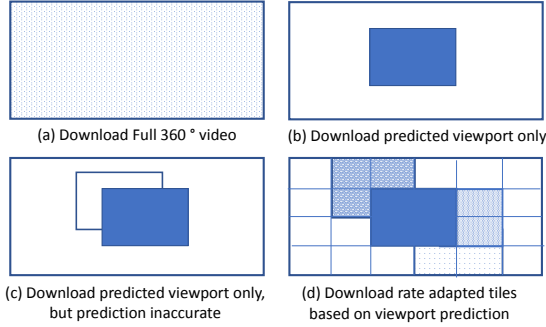 (a) Download Full 360 ° video
(b) Download predicted viewport only
(c) Download predicted viewport only,
but prediction inaccurate
(d) Download rate adapted tiles
based on viewport prediction